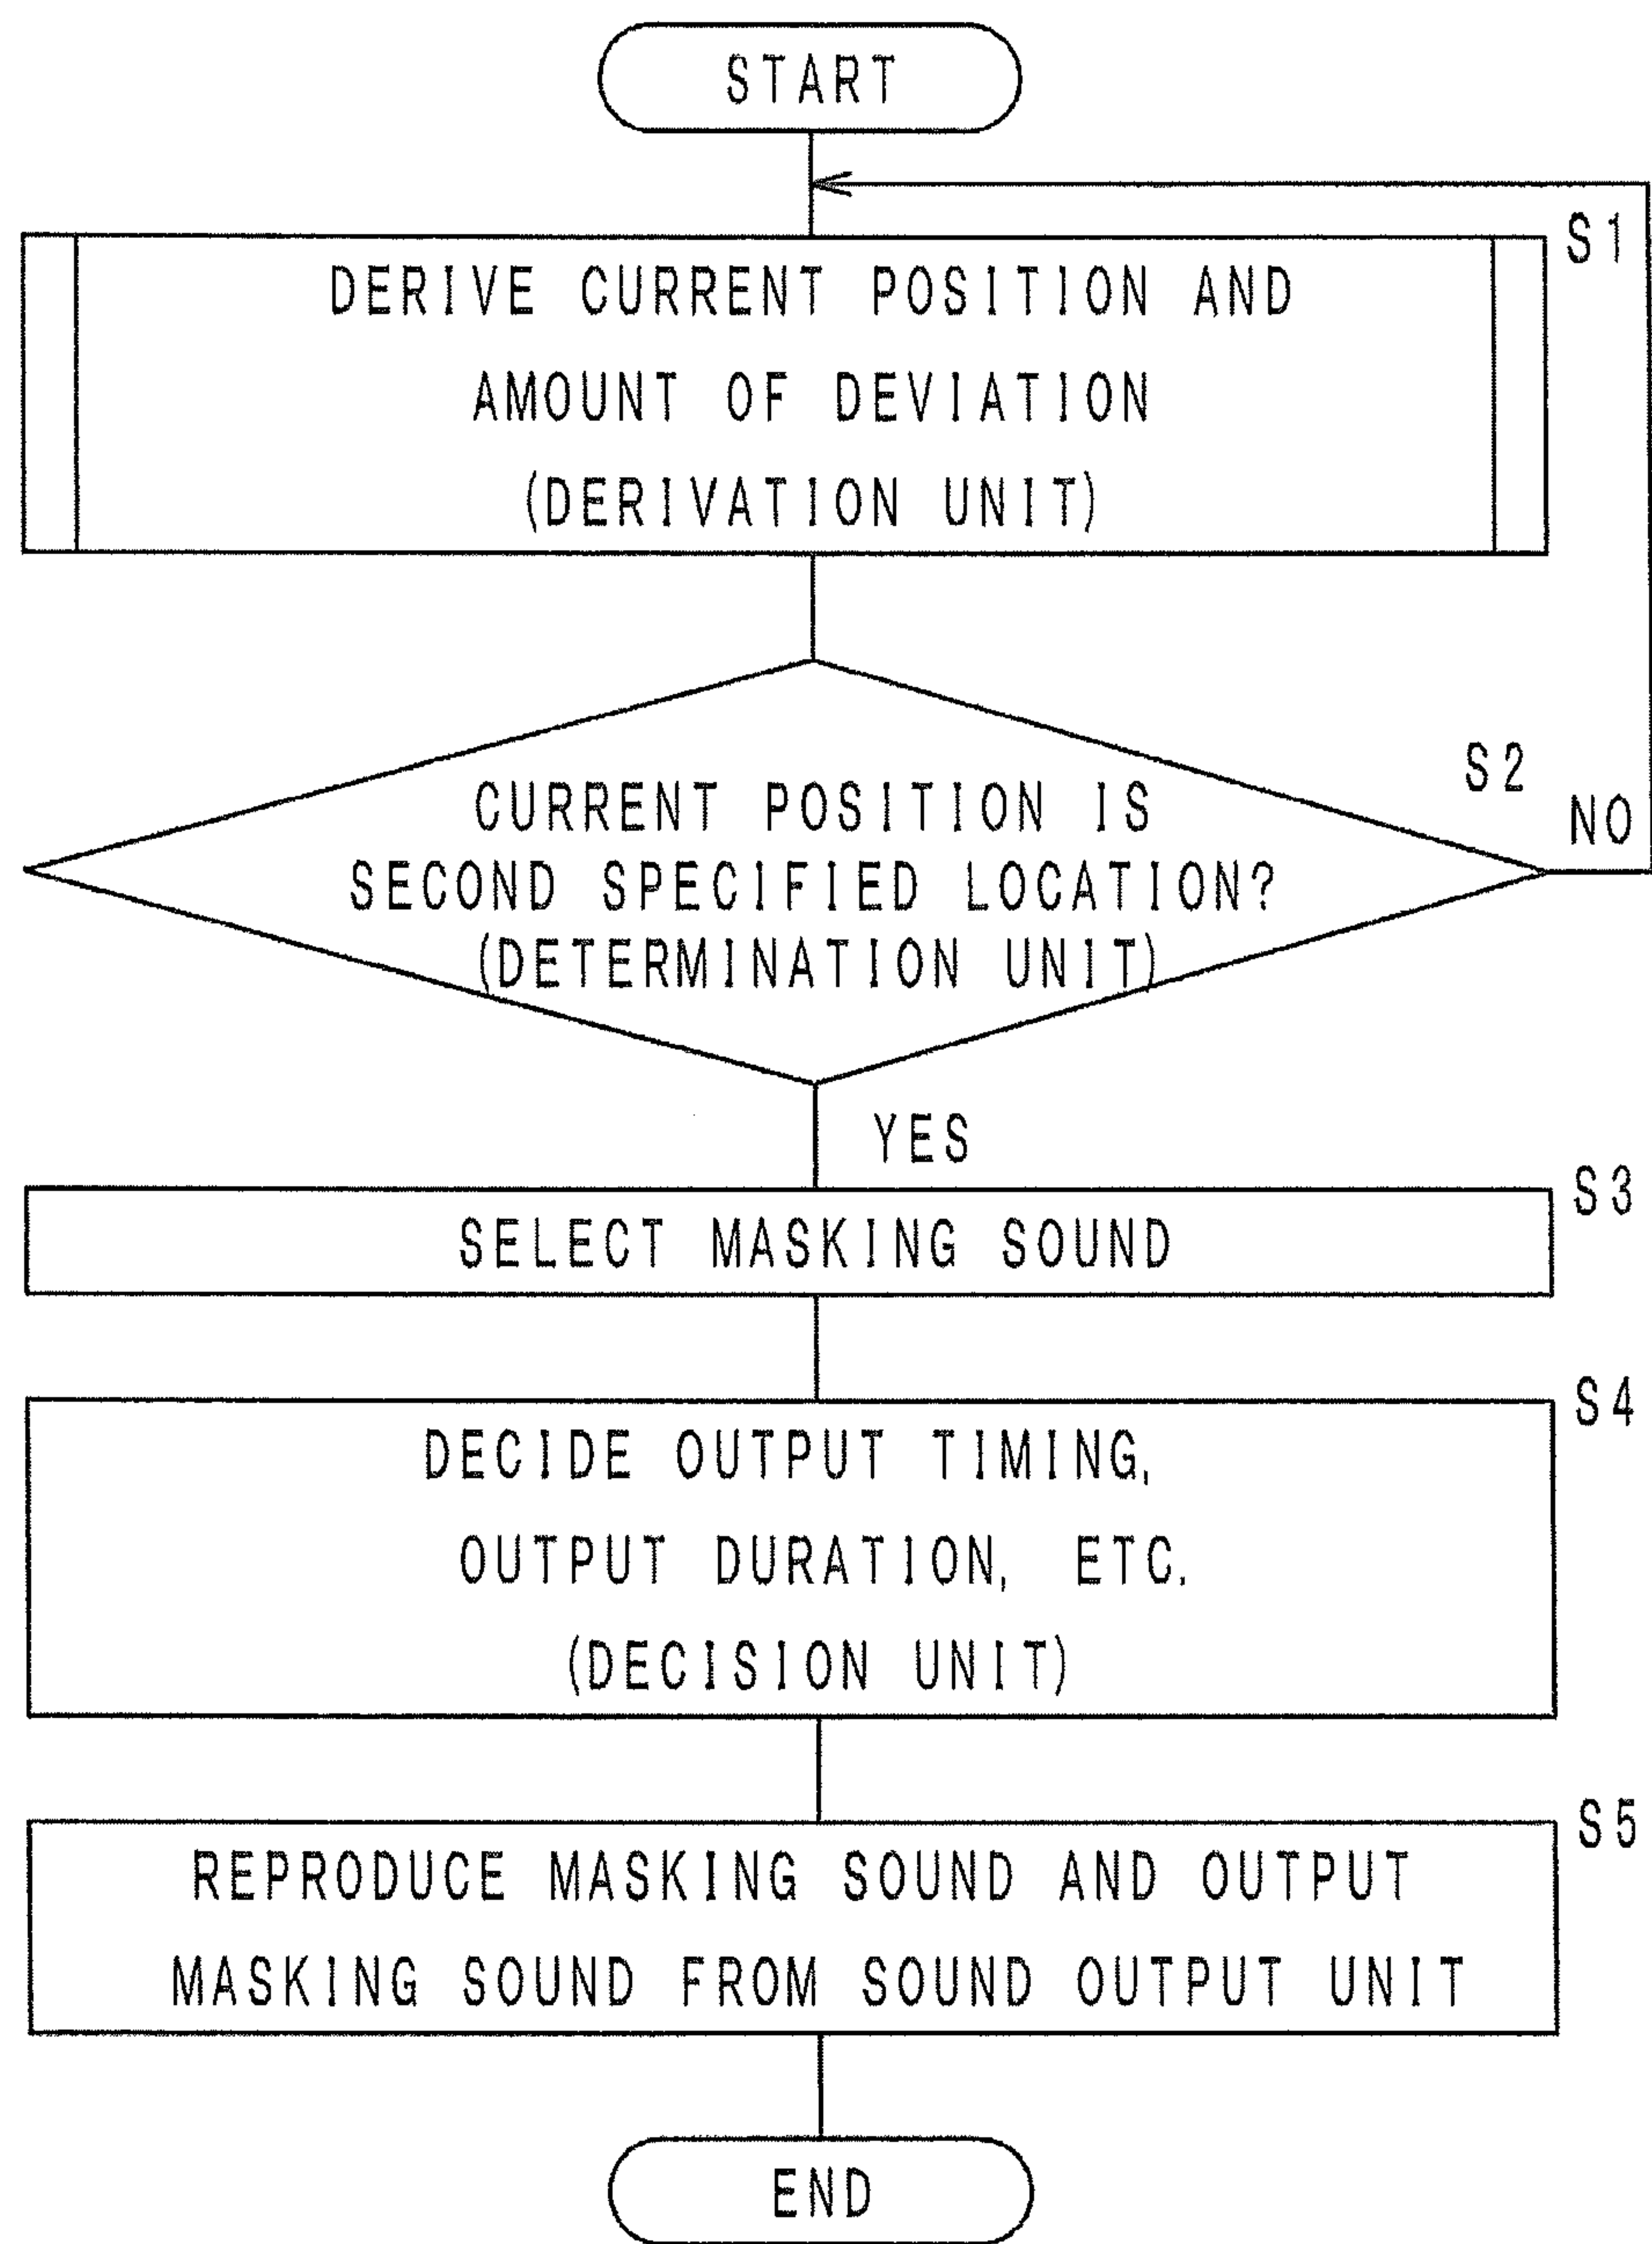 START
S1
DERIVE CURRENT POSITION AND
AMOUNT OF DEVIATION
(DERIVATION UNIT)
S2
CURRENT POSITION IS
SECOND SPECIFIED LOCATION?
(DETERMINATION UNIT)
NO
YES
S3
SELECT MASKING SOUND
S4
DECIDE OUTPUT TIMING,
OUTPUT DURATION, ETC.
(DECISION UNIT)
S5
REPRODUCE MASKING SOUND AND OUTPUT
MASKING SOUND FROM SOUND OUTPUT UNIT
END